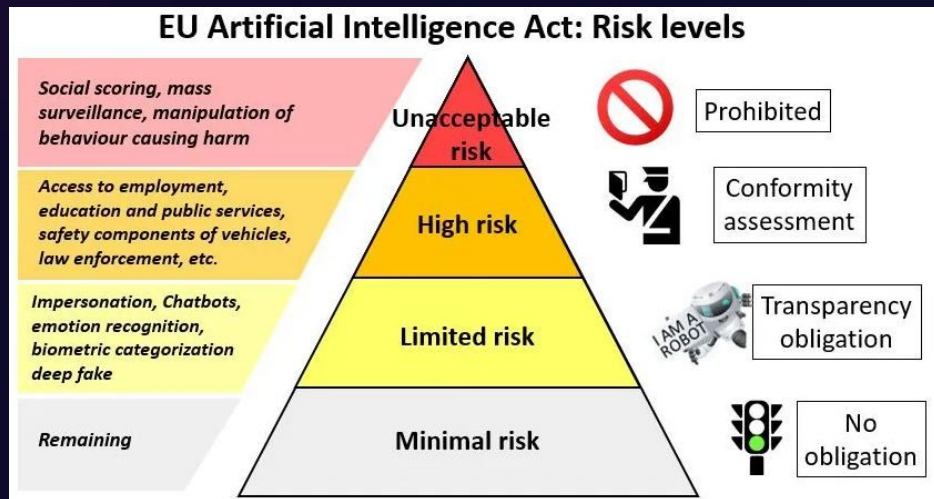 EU Artificial Intelligence Act: Risk levels
Social scoring, mass
surveillance, manipulation of
behaviour causing harm
Unacceptable
risk
Prohibited
Access to employment,
education and public services,
safety components of vehicles,
law enforcement, etc.
High risk
Conformity
assessment
Impersonation, Chatbots,
emotion recognition,
biometric categorization
deep fake
Limited risk
I AM A
ROBOT
Transparency
obligation
Remaining
Minimal risk
No
obligation